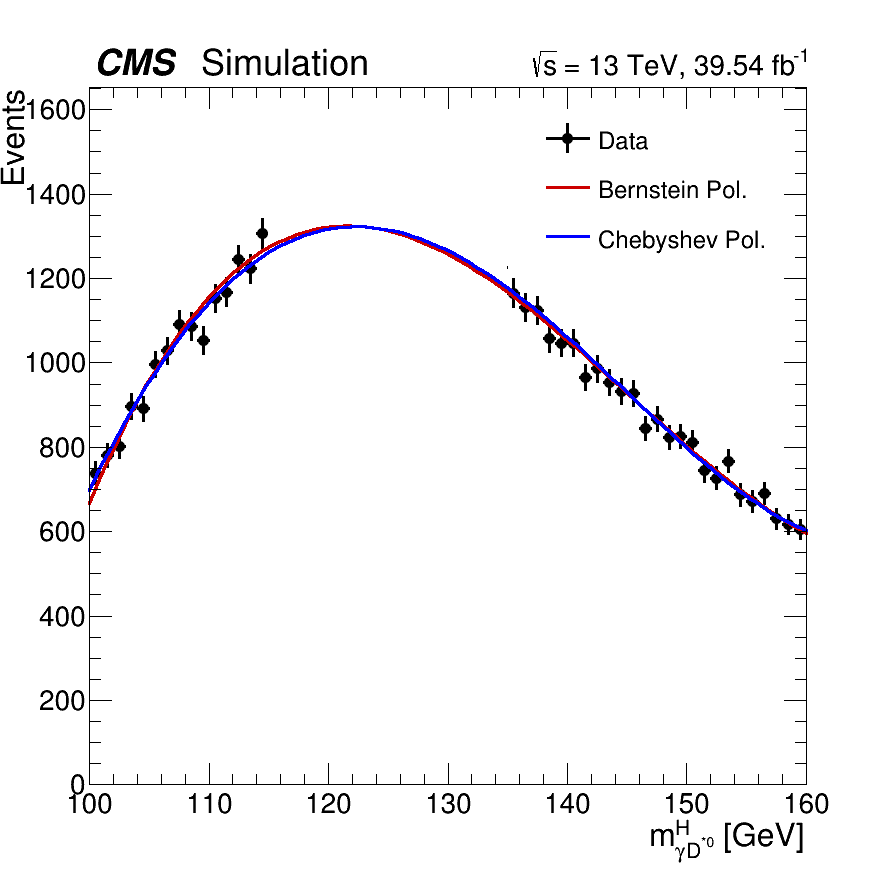 CMS Simulation
√s = 13 TeV, 39.54 fb⁻¹
Events
1600
1400
1200
1000
800
600
400
200
0
Data
Bernstein Pol.
Chebyshev Pol.
100 110 120 130 140 150 160
m^H_γD*0 [GeV]